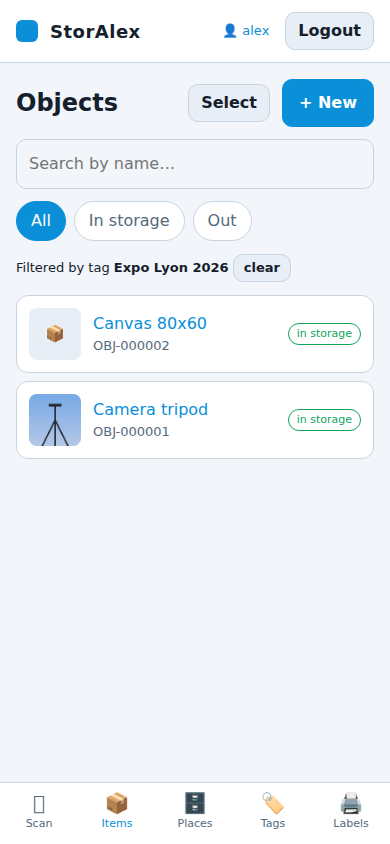 StorAlex
alex
Logout
Objects
Select
+ New
Search by name...
All
In storage
Out
Filtered by tag Expo Lyon 2026 clear
Canvas 80x60
OBJ-000002
in storage
Camera tripod
OBJ-000001
in storage
Scan
Items
Places
Tags
Labels